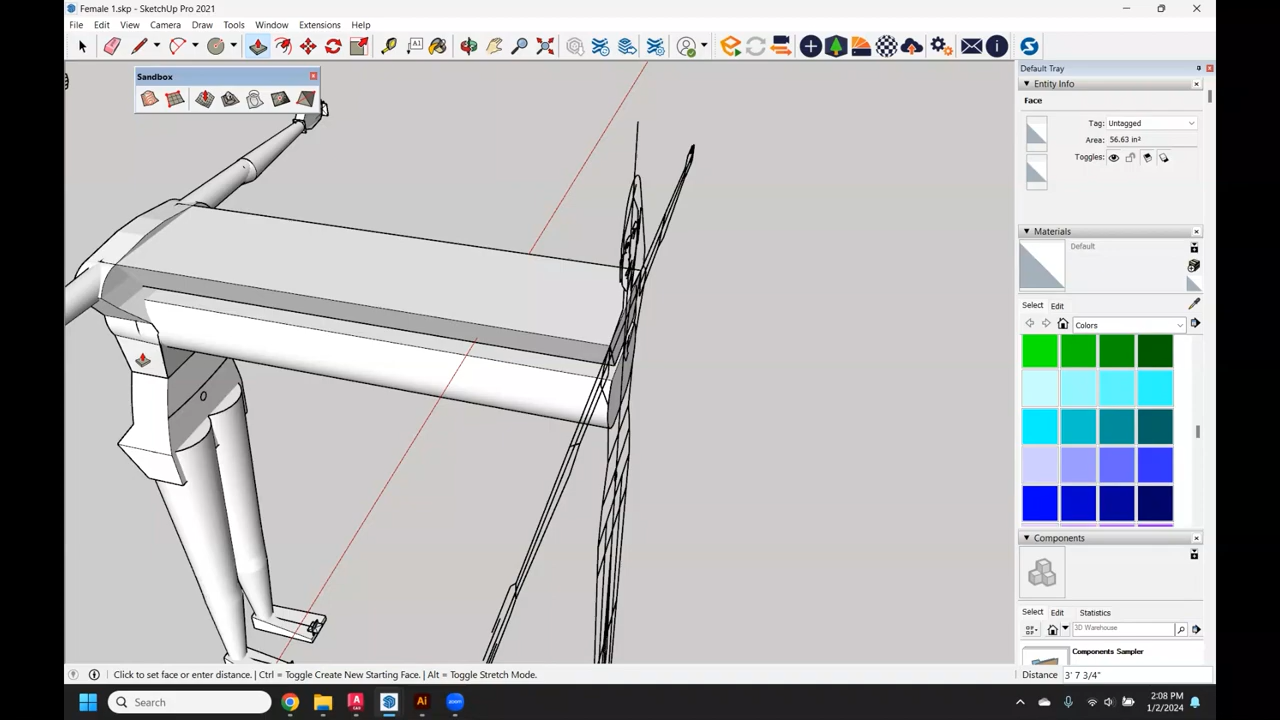 Female 1.skp - SketchUp Pro 2021
File Edit View Camera Draw Tools Window Extensions Help
Sandbox
Default Tray
Entity Info
Face
Tag: Untagged
Area: 56.63 in²
Toggles:
Materials
Default
Select Edit
Colors
Components
Select Edit Statistics
3D Warehouse
Components Sampler
Click to set face or enter distance. | Ctrl = Toggle Create New Starting Face. | Alt = Toggle Stretch Mode.
Distance 3' 7 3/4"
Search
2:08 PM
1/2/2024